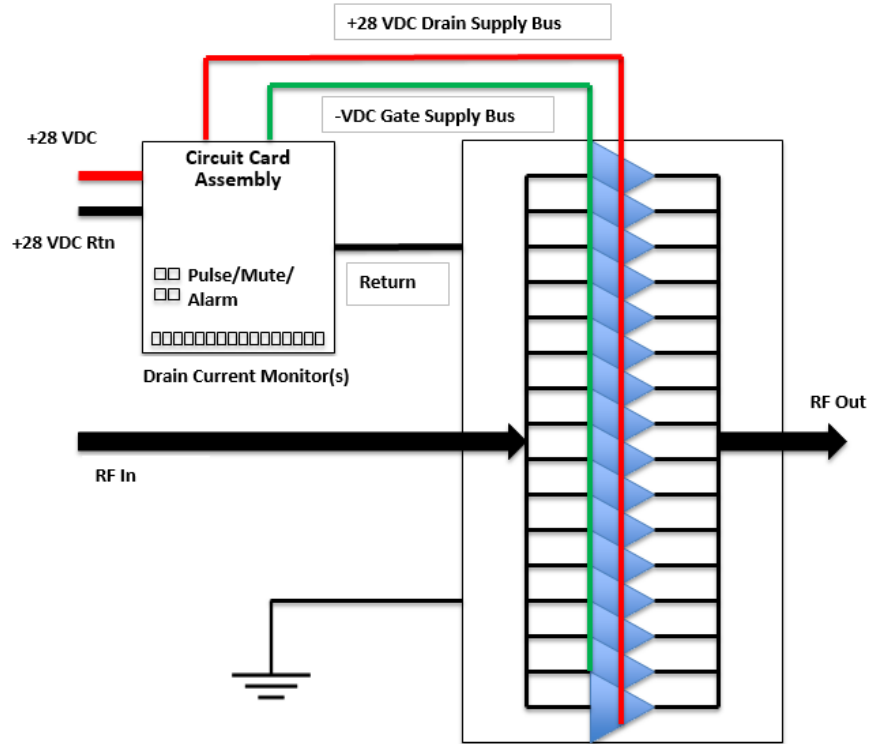 +28 VDC Drain Supply Bus
-VDC Gate Supply Bus
+28 VDC
Circuit Card
Assembly
+28 VDC Rtn
Pulse/Mute/
Alarm
Return
Drain Current Monitor(s)
RF Out
RF In